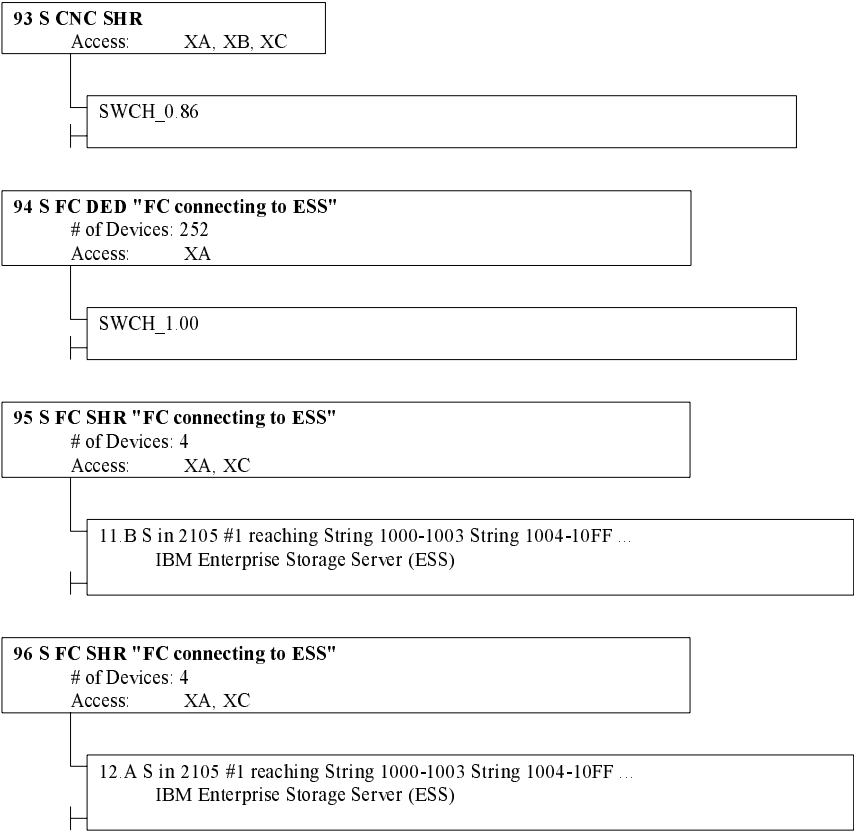 93 S CNC SHR
Access: XA, XB, XC
SWCH_0.86
94 S FC DED "FC connecting to ESS"
# of Devices: 252
Access: XA
SWCH_1.00
95 S FC SHR "FC connecting to ESS"
# of Devices: 4
Access: XA, XC
11.B S in 2105 #1 reaching String 1000-1003 String 1004-10FF ...
IBM Enterprise Storage Server (ESS)
96 S FC SHR "FC connecting to ESS"
# of Devices: 4
Access: XA, XC
12.A S in 2105 #1 reaching String 1000-1003 String 1004-10FF ...
IBM Enterprise Storage Server (ESS)